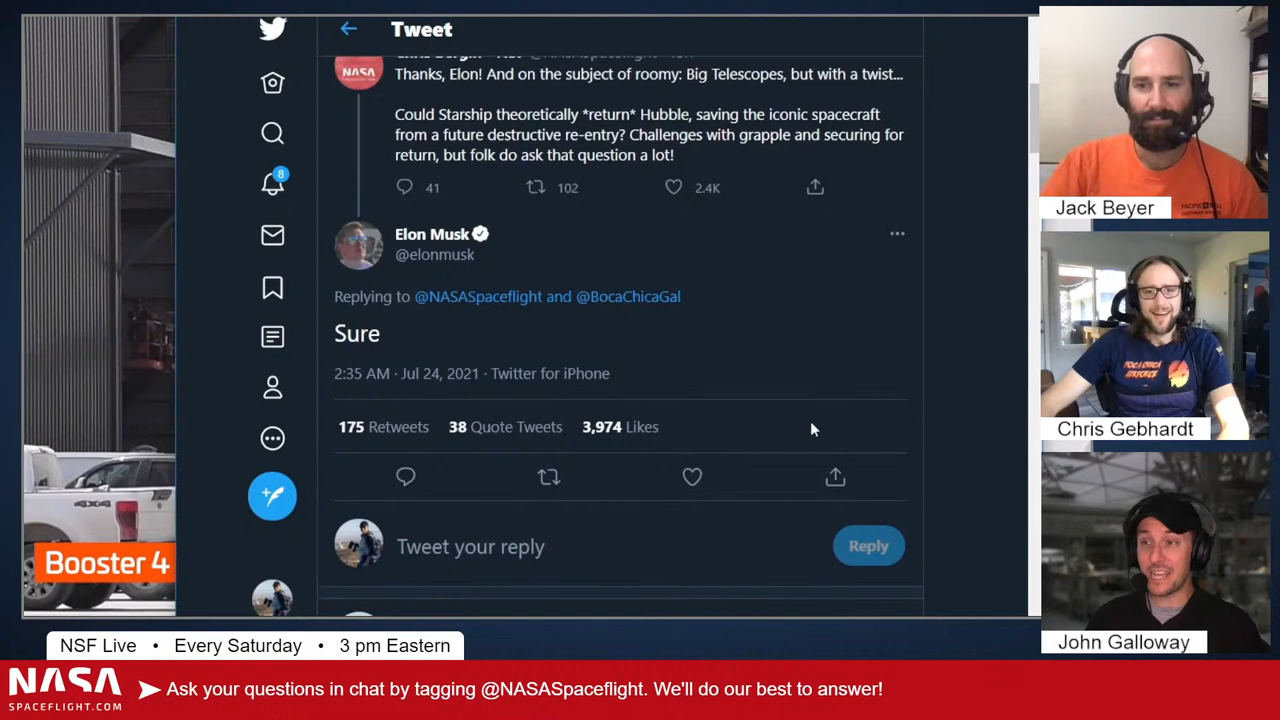 Tweet
Thanks, Elon! And on the subject of roomy: Big Telescopes, but with a twist...
Could Starship theoretically *return* Hubble, saving the iconic spacecraft
from a future destructive re-entry? Challenges with grapple and securing for
return, but folk do ask that question a lot!
41 102 2.4K
8
NASA
Elon Musk
@elonmusk
Replying to @NASASpaceflight and @BocaChicaGal
Sure
2:35 AM · Jul 24, 2021 · Twitter for iPhone
175 Retweets 38 Quote Tweets 3,974 Likes
Tweet your reply
Reply
4x4
Booster 4
Jack Beyer
BOCA CHICA
AIRFORCE
Chris Gebhardt
John Galloway
NSF Live • Every Saturday • 3 pm Eastern
NASA
SPACEFLIGHT.COM
Ask your questions in chat by tagging @NASASpaceflight. We'll do our best to answer!